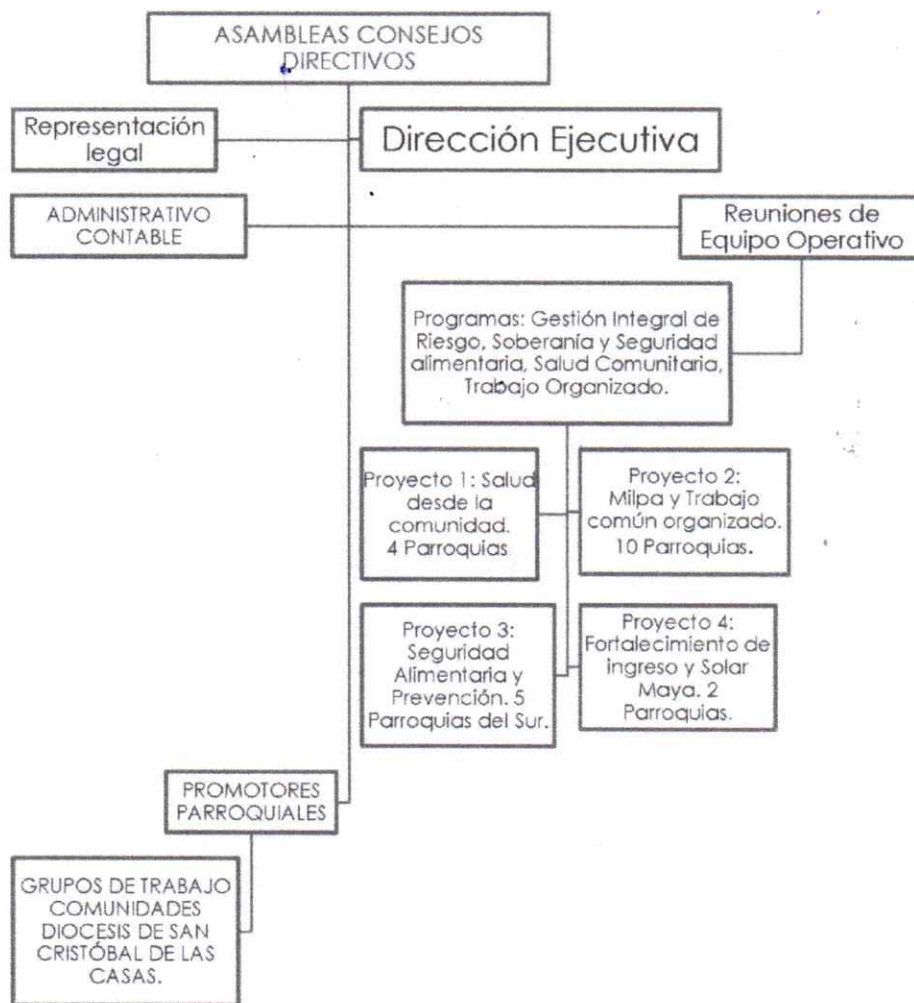 ASAMBLEAS CONSEJOS
DIRECTIVOS
Representación
legal
Dirección Ejecutiva
ADMINISTRATIVO
CONTABLE
Reuniones de
Equipo Operativo
Programas: Gestión Integral de
Riesgo, Soberanía y Seguridad
alimentaria, Salud Comunitaria,
Trabajo Organizado.
Proyecto 1: Salud
desde la
comunidad.
4 Parroquias
Proyecto 2:
Milpa y Trabajo
común organizado.
10 Parroquias.
Proyecto 3:
Seguridad
Alimentaria y
Prevención. 5
Parroquias del Sur.
Proyecto 4:
Fortalecimiento de
ingreso y Solar
Maya. 2
Parroquias.
PROMOTORES
PARROQUIALES
GRUPOS DE TRABAJO
COMUNIDADES
DIOCESIS DE SAN
CRISTÓBAL DE LAS
CASAS.